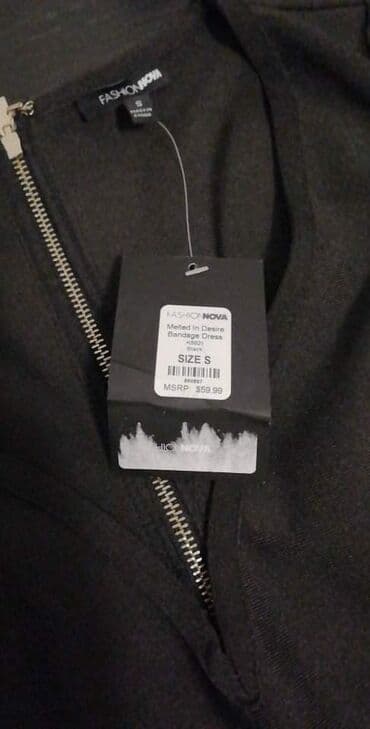 FASHIONNOVA
S
FASHIONNOVA
Melted In Desire
Bandage Dress
Black
SIZE S
MSRP: $59.99
NOVA